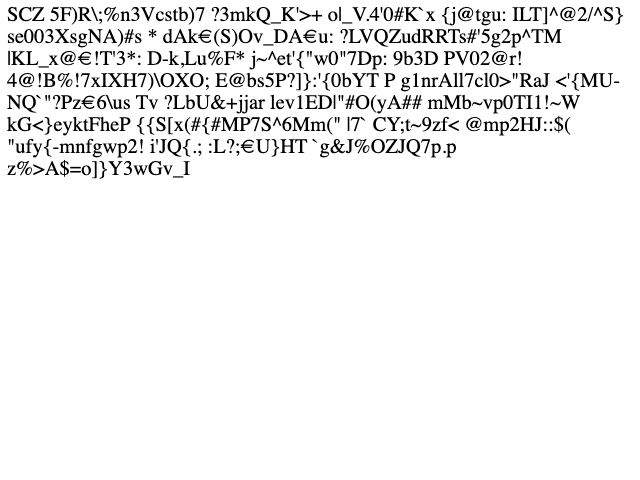 SCZ 5F)R\;%n3Vcstb)7 ?3mkQ_K'>+ o|_V.4'0#K`x {j@tgu: ILT]^@2/^S}
se003XsgNA)#s * dAk€(S)Ov_DA€u: ?LVQZudRRTs#'5g2p^TM
|KL_x@€!T'3*: D-k,Lu%F* j~^et'{"w0"7Dp: 9b3D PV02@r!
4@!B%!7xIXH7)\OXO; E@bs5P?]}:'{0bYT P g1nrAll7cl0>"RaJ <'{MU-
NQ`"?Pz€6\us Tv ?LbU&+jjar lev1ED|"#O(yA## mMb~vp0TI1!~W
kG<}eyktFheP {{S[x(#{#MP7S^6Mm(" |7` CY;t~9zf< @mp2HJ::$(
"ufy{-mnfgwp2! i'JQ{.; :L?;€U}HT `g&J%OZJQ7p.p
z%>A$=o]}Y3wGv_I